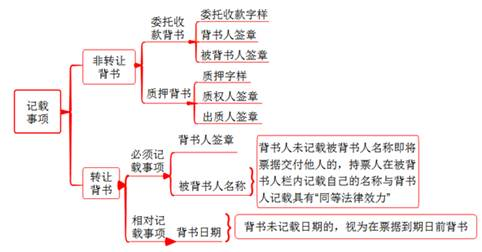 记载
事项
非转让
背书
委托收
款背书
委托收款字样
背书人签章
被背书人签章
质押背书
质押字样
质权人签章
出质人签章
转让
背书
必须记
载事项
背书人签章
被背书人名称
背书人未记载被背书人名称即将
票据交付他人的，持票人在被背
书人栏内记载自己的名称与背书
人记载具有“同等法律效力”
相对记
载事项
背书日期
背书未记载日期的，视为在票据到期日前背书